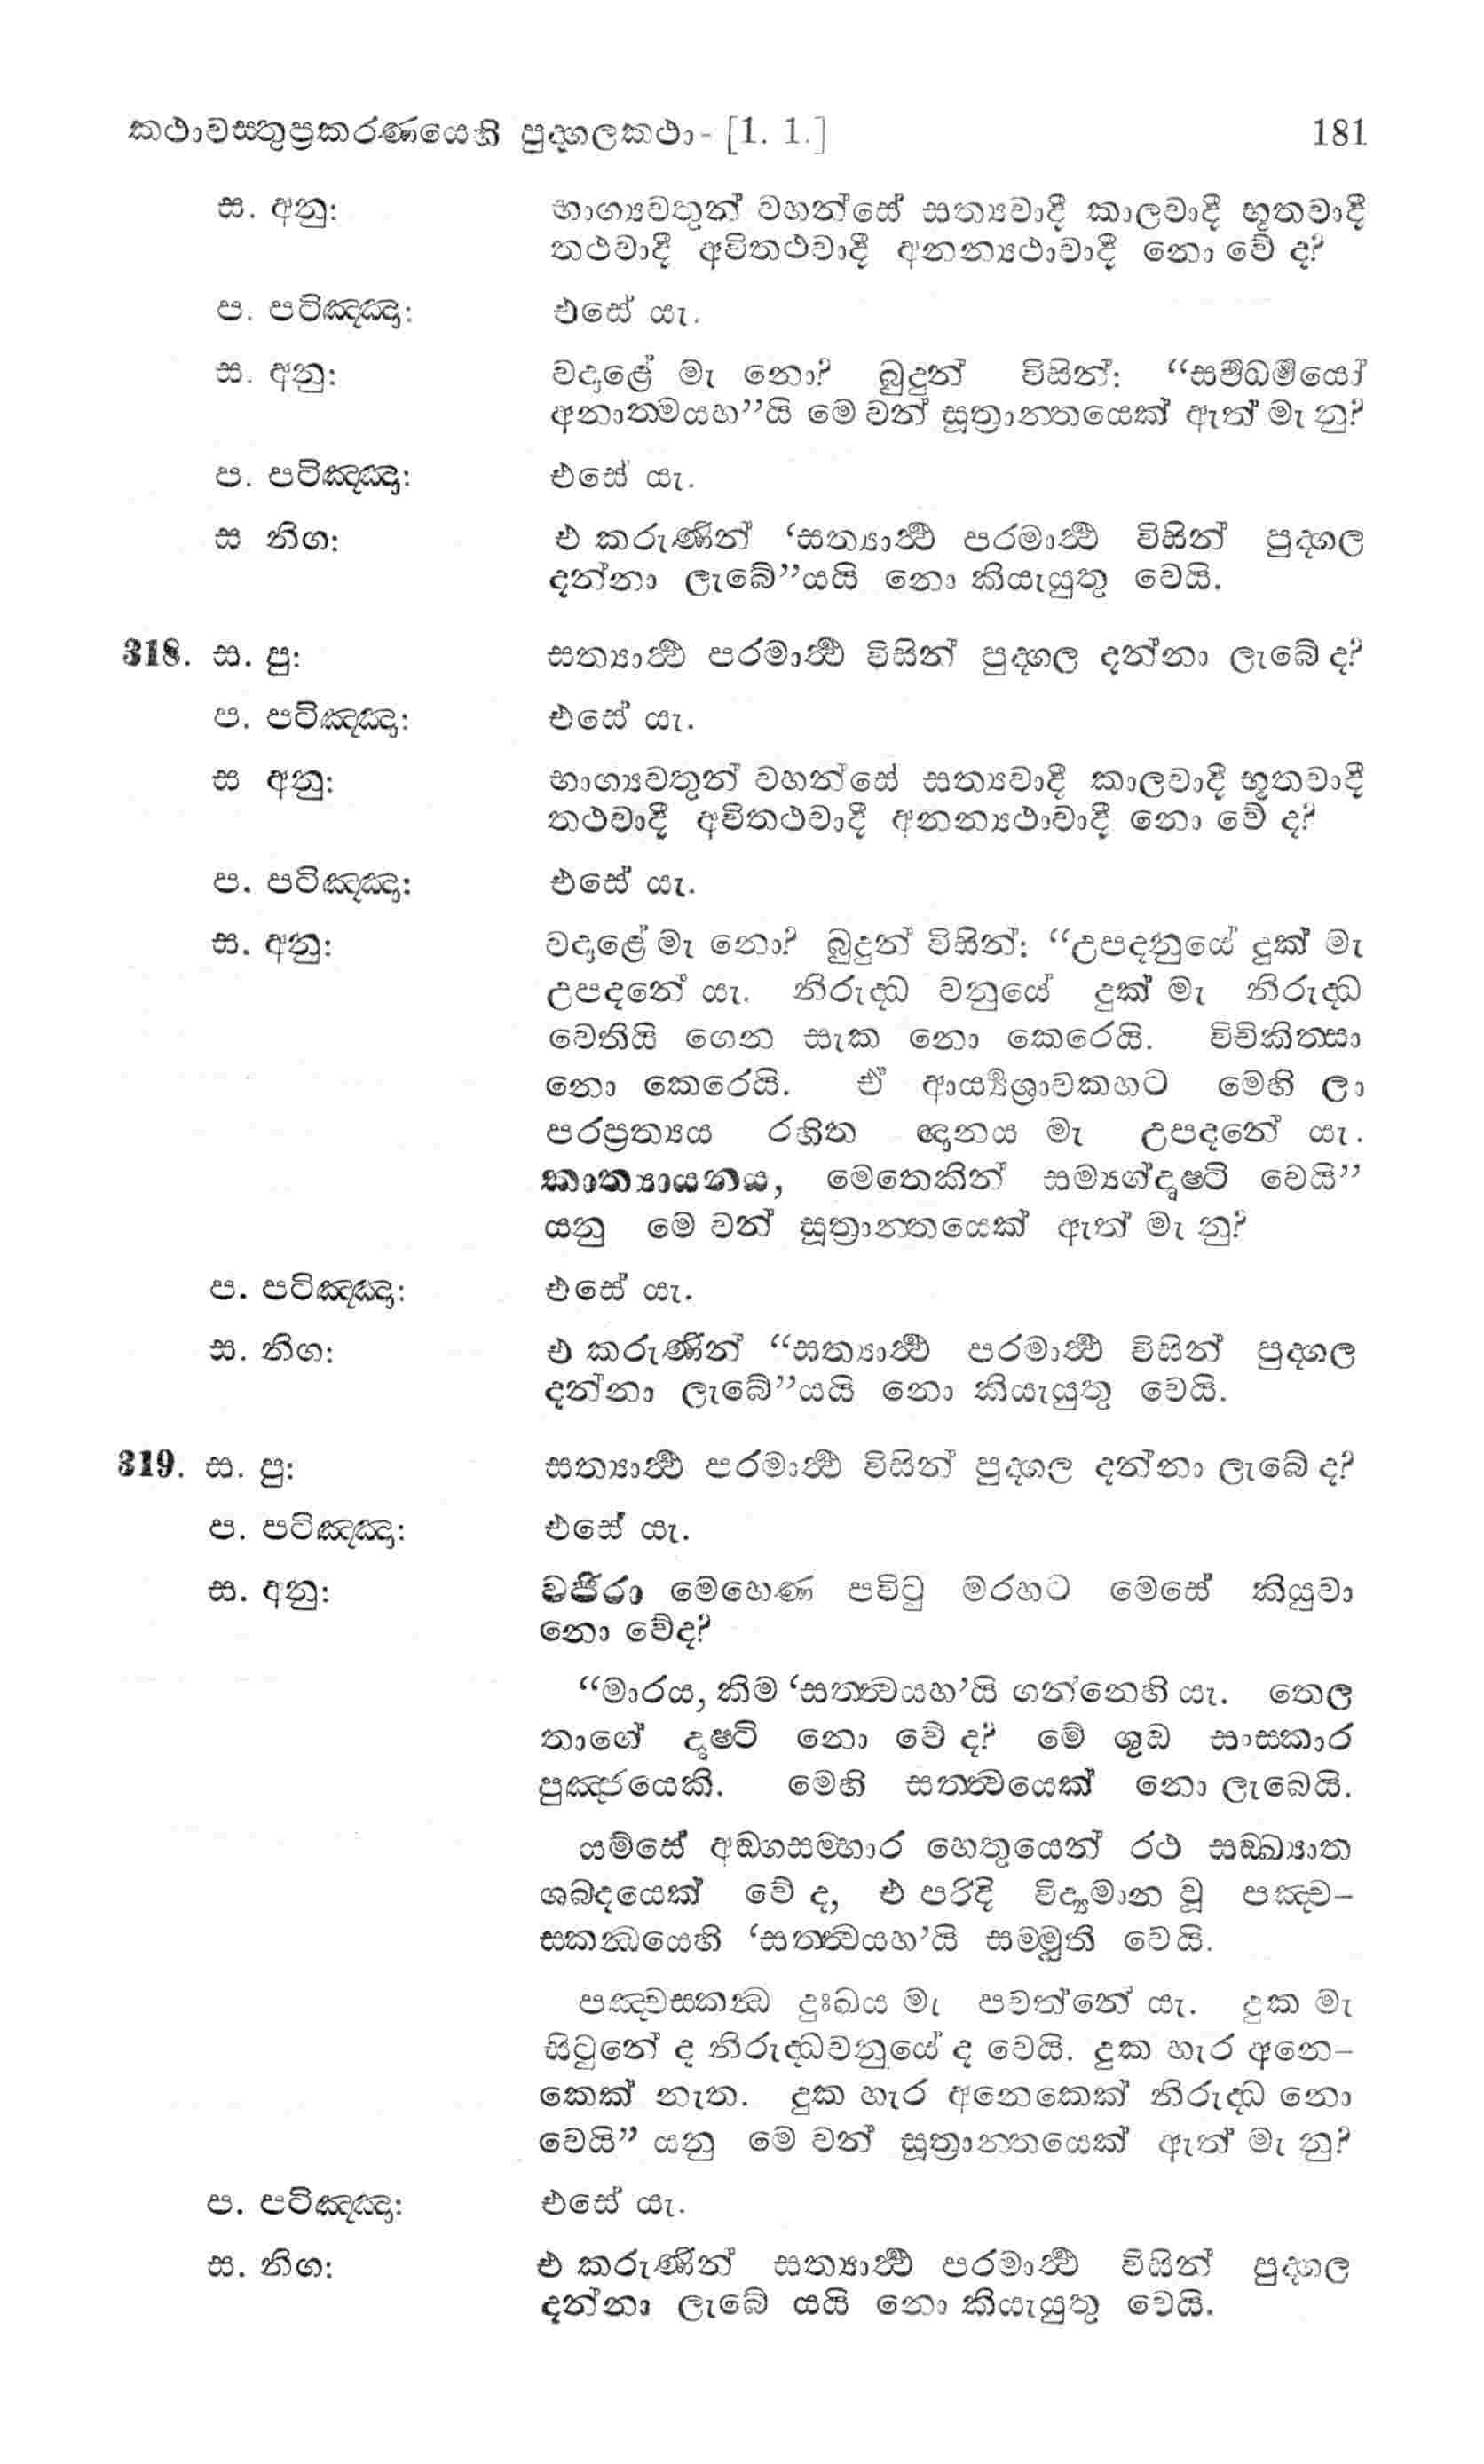 කථාවස්තුප්‍රකරණයෙහි පුද්ගලකථා - [1. 1.] 181
ස. අනු: භාග්‍යවතුන් වහන්සේ සත්‍යවාදී කාලවාදී භූතවාදී
තථවාදී අවිතථවාදී අනන්‍යථාවාදී නො වේ ද?
ප. පටිඤ්ඤා: එසේ යැ.
ස. අනු: වදාළේ මැ නො? බුදුන් විසින්: “සර්‍වධර්‍මයෝ
අනාත්මයහ”යි මෙ වන් සූත්‍රාන්තයෙක් ඇත් මැ නු?
ප. පටිඤ්ඤා: එසේ යැ.
ස නිග: එ කරුණින් ‘සත්‍යාර්‍ථ පරමාර්‍ථ විසින් පුද්ගල
දන්නා ලැබේ”යයි නො කියැයුතු වෙයි.
318. ස. පු: සත්‍යාර්‍ථ පරමාර්‍ථ විසින් පුද්ගල දන්නා ලැබේ ද?
ප. පටිඤ්ඤා: එසේ යැ.
ස අනු: භාග්‍යවතුන් වහන්සේ සත්‍යවාදී කාලවාදී භූතවාදී
තථවාදී අවිතථවාදී අනන්‍යථාවාදී නො වේ ද?
ප. පටිඤ්ඤා: එසේ යැ.
ස. අනු: වදාළේ මැ නො? බුදුන් විසින්: “උපදනුයේ දුක් මැ
උපදනේ යැ. නිරුද්ධ වනුයේ දුක් මැ නිරුද්ධ
වෙතියි ගෙන සැක නො කෙරෙයි. විචිකිත්සා
නො කෙරෙයි. ඒ ආර්‍ය්‍යශ්‍රාවකහට මෙහි ලා
පරප්‍රත්‍යය රහිත ඥානය මැ උපදනේ යැ.
කාත්‍යායනය, මෙතෙකින් සම්‍යග්දෘෂ්ටි වෙයි”
යනු මෙ වන් සූත්‍රාන්තයෙක් ඇත් මැ නු?
ප. පටිඤ්ඤා: එසේ යැ.
ස. නිග: එ කරුණින් “සත්‍යාර්‍ථ පරමාර්‍ථ විසින් පුද්ගල
දන්නා ලැබේ”යයි නො කියැයුතු වෙයි.
319. ස. පු: සත්‍යාර්‍ථ පරමාර්‍ථ විසින් පුද්ගල දන්නා ලැබේ ද?
ප. පටිඤ්ඤා: එසේ යැ.
ස. අනු: වජිරා මෙහෙණ පවිටු මරහට මෙසේ කියුවා
නො වේද?
“මාරය, කිම ‘සත්ත්‍වයහ’යි ගන්නෙහි යැ. තෙල
තාගේ දෘෂ්ටි නො වේ ද? මේ ශුද්ධ සංස්කාර
පුඤ්ජයෙකි. මෙහි සත්ත්‍වයෙක් නො ලැබෙයි.
යම්සේ අඞ්ගසම්භාර හෙතුයෙන් රථ සඞ්ඛ්‍යාත
ශබ්දයෙක් වේ ද, එ පරිදි විද්‍යමාන වූ පඤ්ච-
ස්කන්ධයෙහි ‘සත්ත්‍වයහ’යි සම්මුති වෙයි.
පඤ්චස්කන්ධ දුඃඛය මැ පවත්නේ යැ. දුක මැ
සිටුනේ ද නිරුද්ධවනුයේ ද වෙයි. දුක හැර අනෙ-
කෙක් නැත. දුක හැර අනෙකෙක් නිරුද්ධ නො
වෙයි” යනු මෙ වන් සූත්‍රාන්තයෙක් ඇත් මැ නු?
ප. පටිඤ්ඤා: එසේ යැ.
ස. නිග: එ කරුණින් සත්‍යාර්‍ථ පරමාර්‍ථ විසින් පුද්ගල
දන්නා ලැබේ යයි නො කියැයුතු වෙයි.